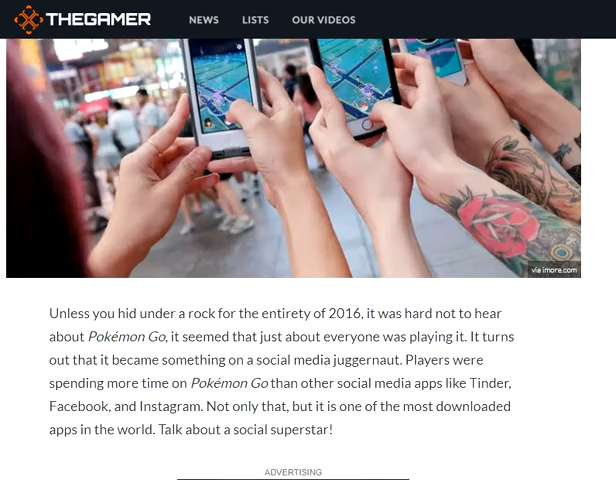 THEGAMER NEWS LISTS OUR VIDEOS
via imore.com
Unless you hid under a rock for the entirety of 2016, it was hard not to hear
about Pokémon Go, it seemed that just about everyone was playing it. It turns
out that it became something on a social media juggernaut. Players were
spending more time on Pokémon Go than other social media apps like Tinder,
Facebook, and Instagram. Not only that, but it is one of the most downloaded
apps in the world. Talk about a social superstar!
ADVERTISING